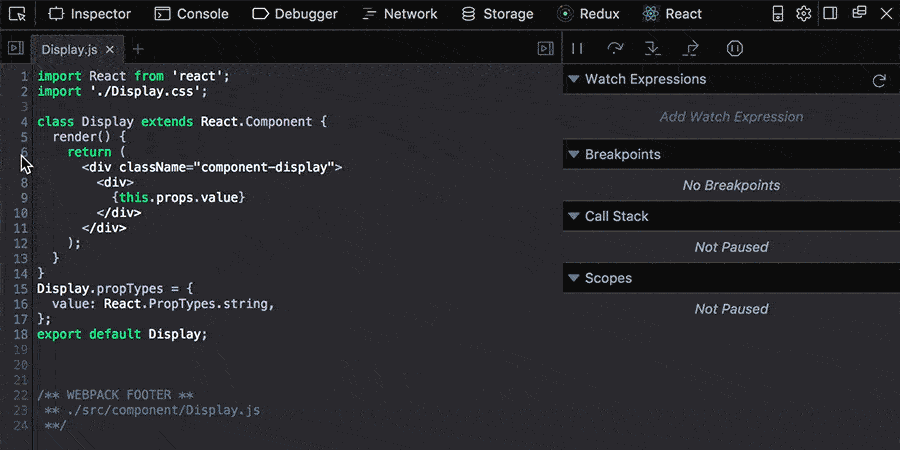 Inspector Console Debugger Network Storage Redux React
Display.js
1 import React from 'react';
2 import './Display.css';
3
4 class Display extends React.Component {
5 render() {
6 return (
<div className="component-display">
8 <div>
9 {this.props.value}
10 </div>
11 </div>
12 );
13 }
14 }
15 Display.propTypes = {
16 value: React.PropTypes.string,
17 };
18 export default Display;
19
20
21
22 /** WEBPACK FOOTER **
23 ** ./src/component/Display.js
24 **/
Watch Expressions
Add Watch Expression
Breakpoints
No Breakpoints
Call Stack
Not Paused
Scopes
Not Paused